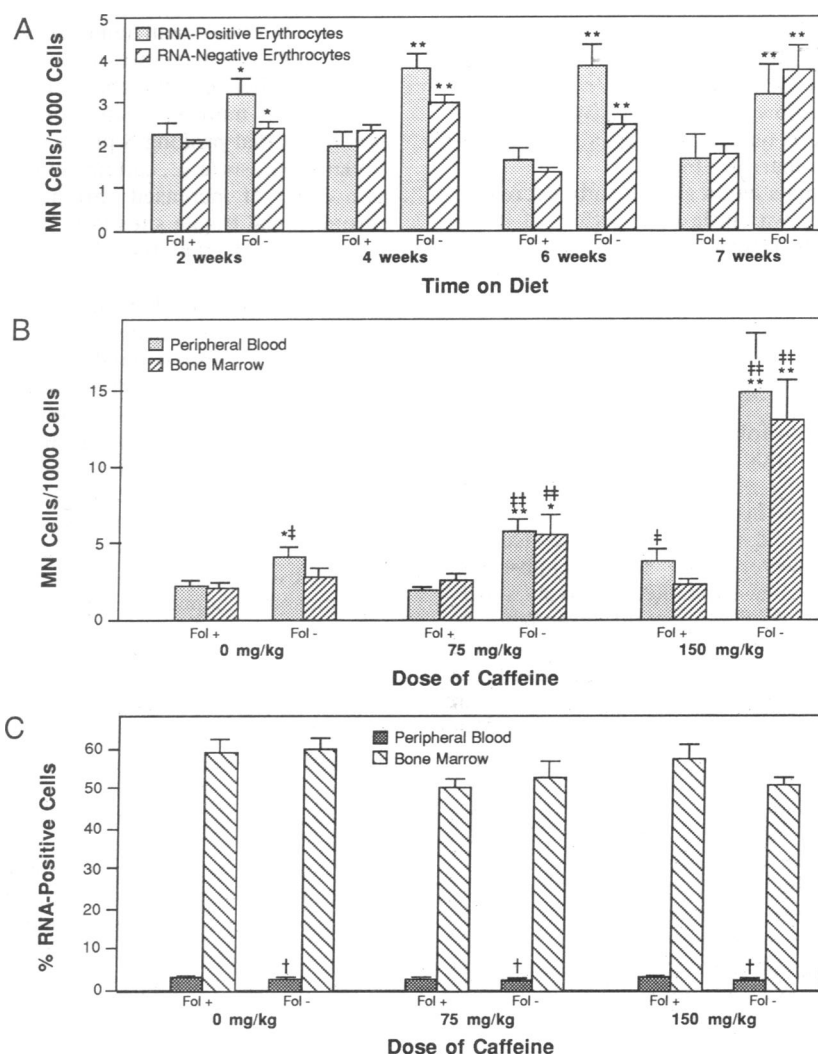 A
MN Cells/1000 Cells
5
4
3
2
1
0
RNA-Positive Erythrocytes
RNA-Negative Erythrocytes
*
*
**
**
**
**
**
**
Fol + Fol - Fol + Fol - Fol + Fol - Fol + Fol -
2 weeks 4 weeks 6 weeks 7 weeks
Time on Diet
B
MN Cells/1000 Cells
15
10
5
0
Peripheral Blood
Bone Marrow
*‡
‡‡
**
‡‡
*
‡
‡‡
**
‡‡
**
Fol + Fol - Fol + Fol - Fol + Fol -
0 mg/kg 75 mg/kg 150 mg/kg
Dose of Caffeine
C
% RNA-Positive Cells
60
50
40
30
20
10
0
Peripheral Blood
Bone Marrow
† † †
Fol + Fol - Fol + Fol - Fol + Fol -
0 mg/kg 75 mg/kg 150 mg/kg
Dose of Caffeine